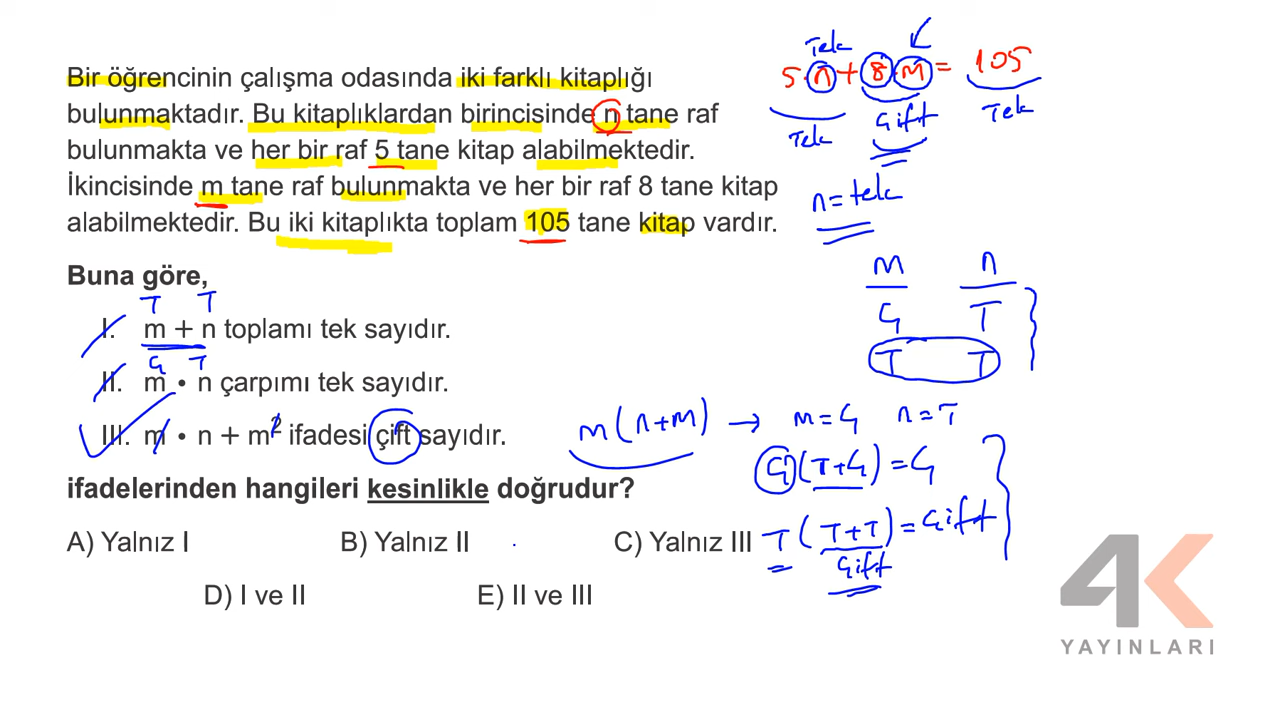 Bir öğrencinin çalışma odasında iki farklı kitaplığı
bulunmaktadır. Bu kitaplıklardan birincisinde n tane raf
bulunmakta ve her bir raf 5 tane kitap alabilmektedir.
İkincisinde m tane raf bulunmakta ve her bir raf 8 tane kitap
alabilmektedir. Bu iki kitaplıkta toplam 105 tane kitap vardır.
Buna göre,
T T
I. m + n toplamı tek sayıdır.
Ç T
II. m • n çarpımı tek sayıdır.
III. m • n + m² ifadesi çift sayıdır.
ifadelerinden hangileri kesinlikle doğrudur?
A) Yalnız I B) Yalnız II C) Yalnız III
D) I ve II E) II ve III
Tek
5·n + 8·m = 105
Tek Çift Tek
n = tek
m n
Ç T
T T
m(n+m) → m=Ç n=T
Ç(T+Ç)=Ç
T(T+T)=Çift
Çift
4K
YAYINLARI